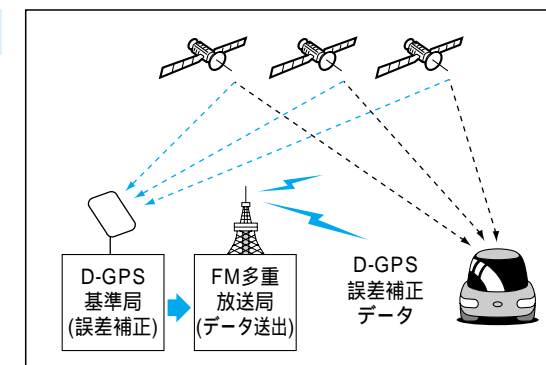 D-GPS
基準局
(誤差補正)
FM多重
放送局
(データ送出)
D-GPS
誤差補正
データ